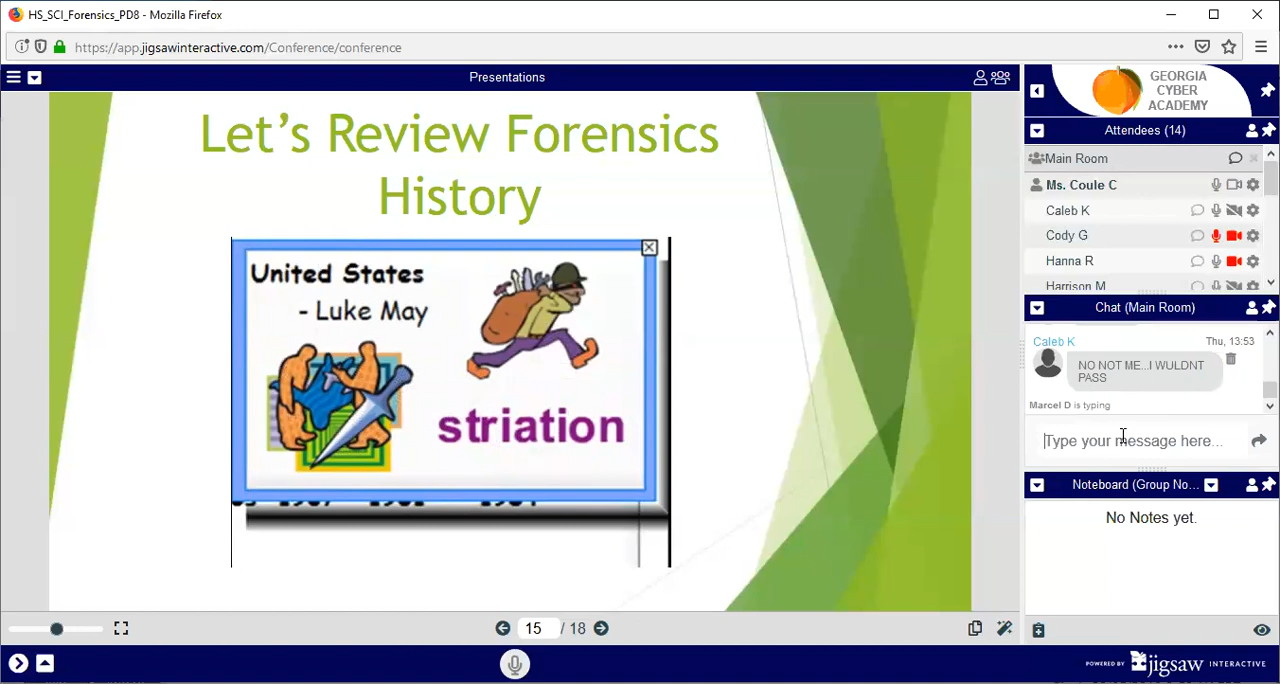 HS_SCI_Forensics_PD8 - Mozilla Firefox
https://app.jigsawinteractive.com/Conference/conference
Presentations
Let's Review Forensics
History
United States
- Luke May
striation
15 / 18
GEORGIA
CYBER
ACADEMY
Attendees (14)
Main Room
Ms. Coule C
Caleb K
Cody G
Hanna R
Harrison M
Chat (Main Room)
Caleb K Thu, 13:53
NO NOT ME...I WULDNT
PASS
Marcel D is typing
Type your message here...
Noteboard (Group No...
No Notes yet.
POWERED BY jigsaw INTERACTIVE